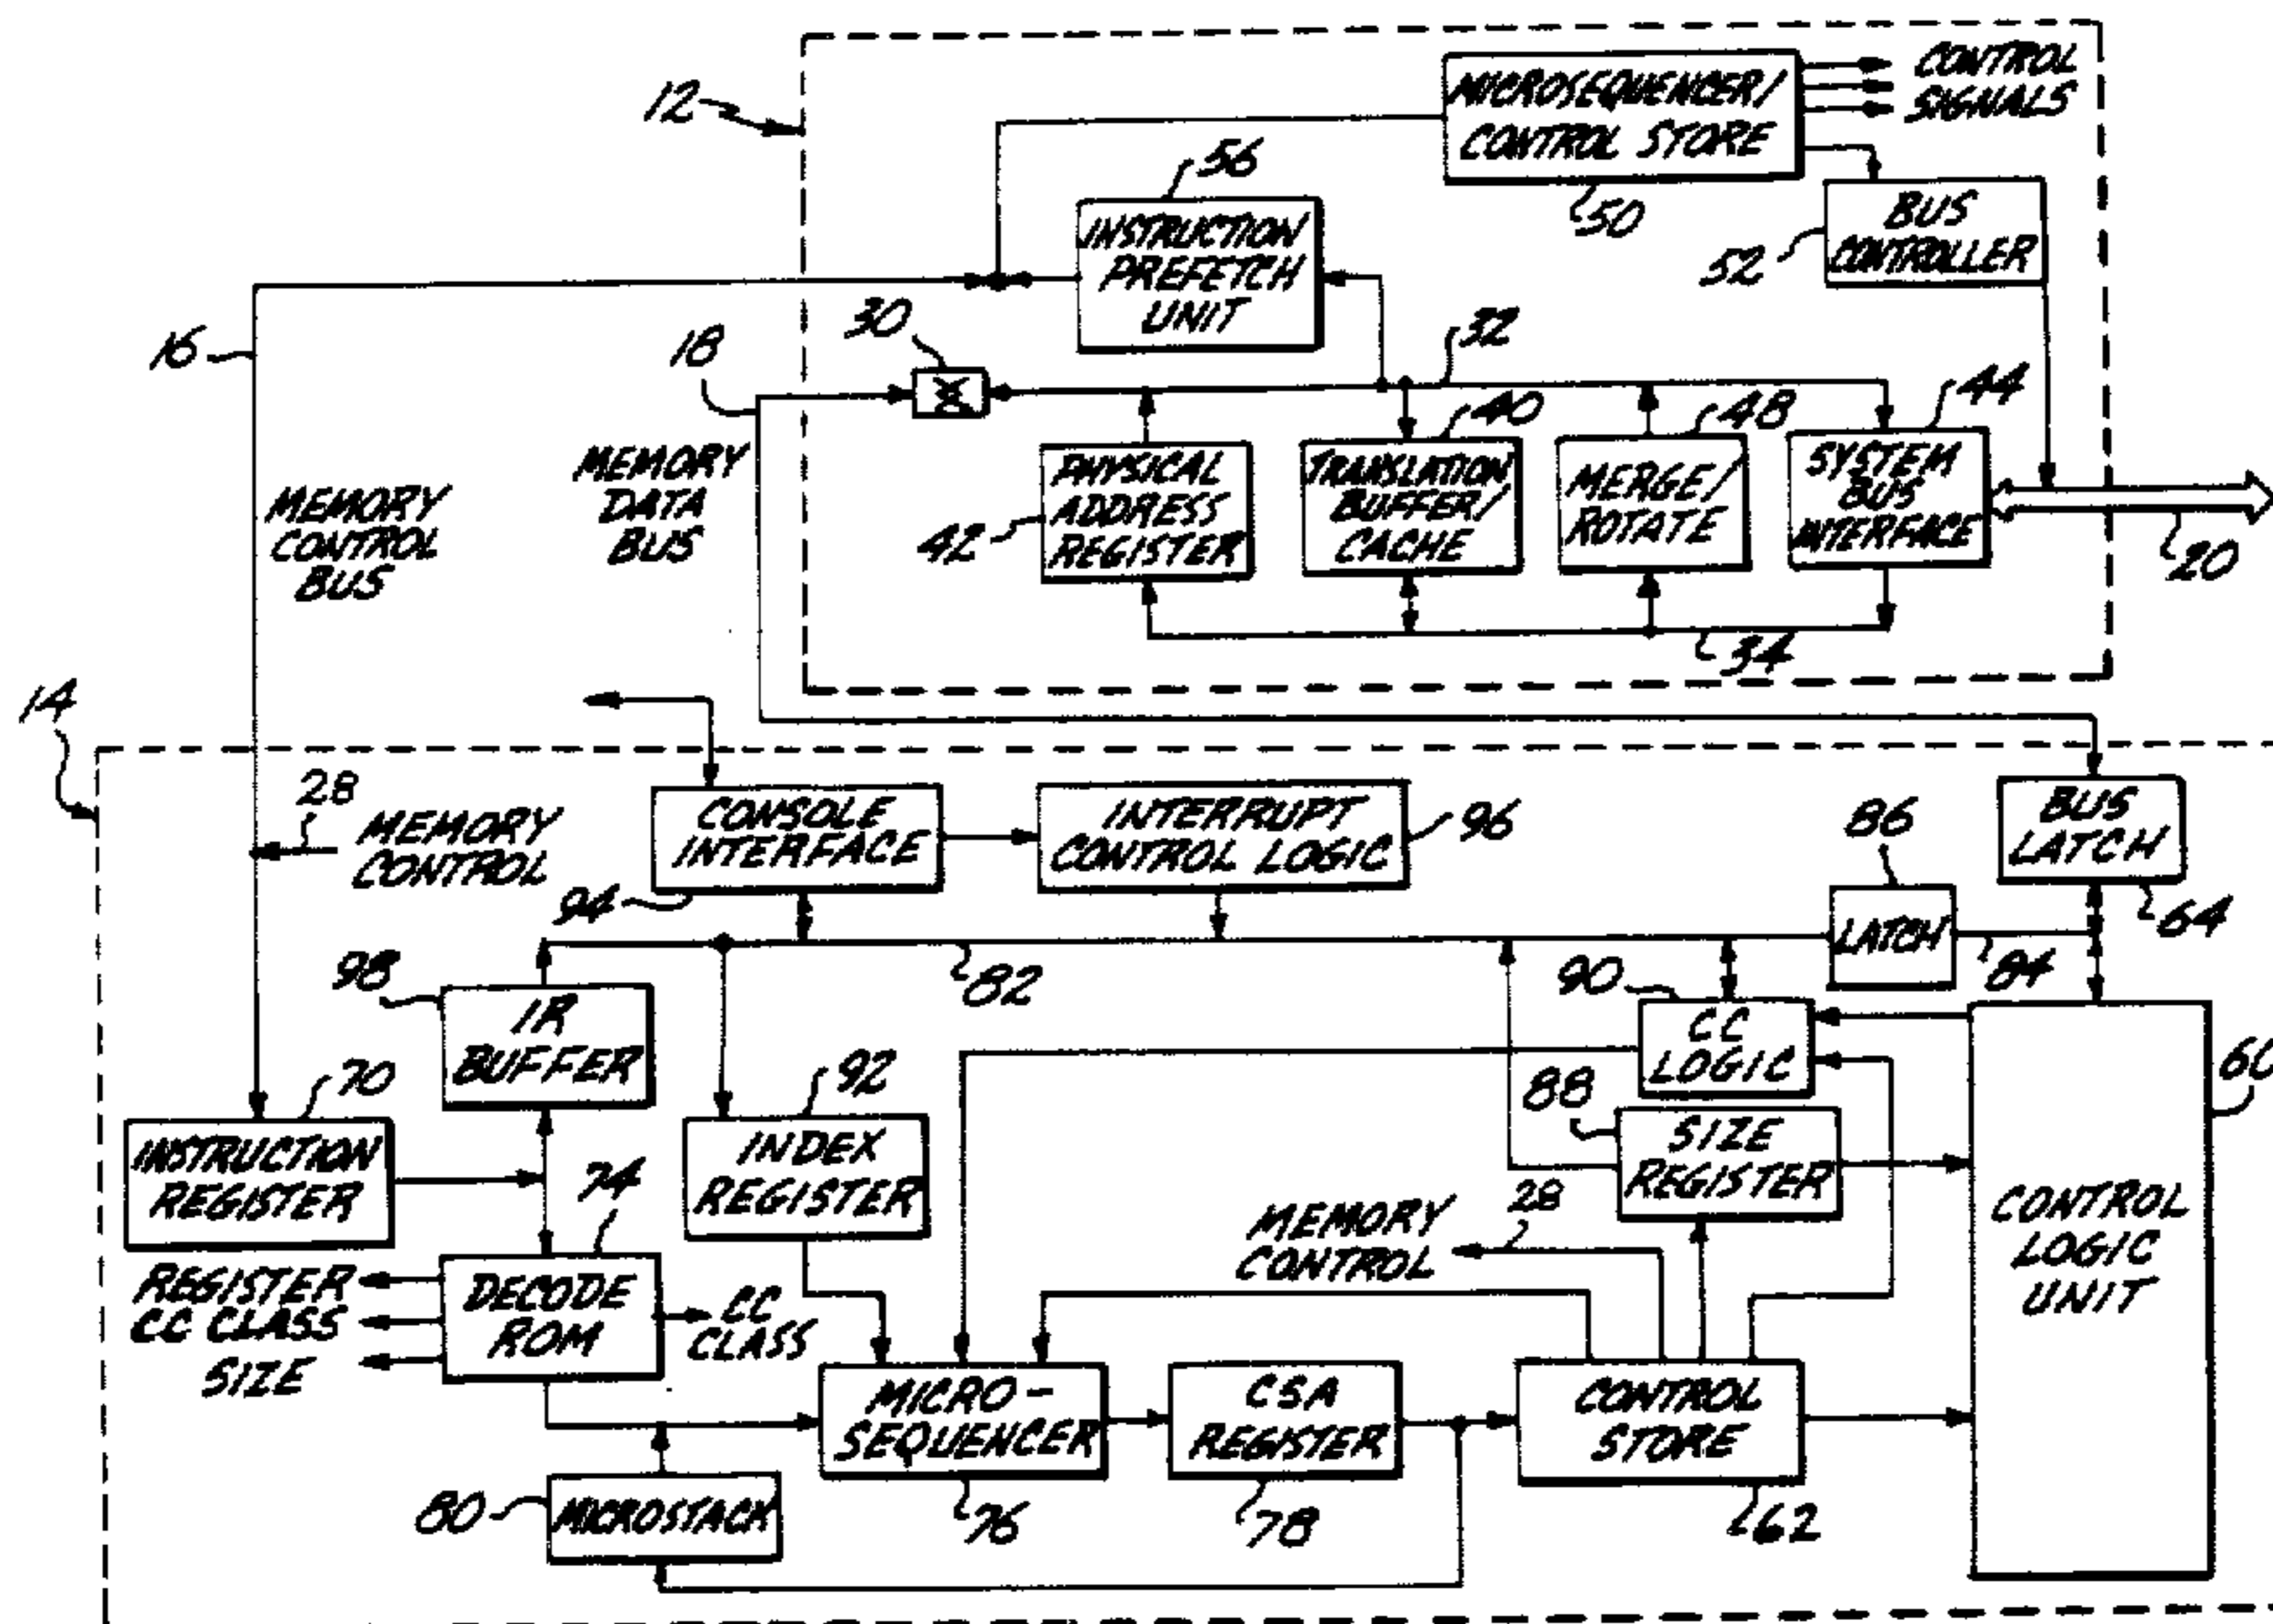 12
MICROSEQUENCER/
CONTROL STORE
CONTROL
SIGNALS
50
56
INSTRUCTION
PREFETCH
UNIT
BUS
CONTROLLER
52
16
18
30
32
44
MEMORY
CONTROL
BUS
MEMORY
DATA
BUS
42
PHYSICAL
ADDRESS
REGISTER
40
TRANSLATION
BUFFER/
CACHE
48
MERGE/
ROTATE
SYSTEM
BUS
INTERFACE
20
34
14
28
MEMORY
CONTROL
CONSOLE
INTERFACE
94
INTERRUPT
CONTROL LOGIC
96
86
LATCH
BUS
LATCH
64
84
82
98
IR
BUFFER
90
CC
LOGIC
60
70
INSTRUCTION
REGISTER
92
INDEX
REGISTER
88
SIZE
REGISTER
CONTROL
LOGIC
UNIT
74
DECODE
ROM
REGISTER
CC CLASS
SIZE
CC
CLASS
MEMORY
CONTROL
28
MICRO-
SEQUENCER
76
CSA
REGISTER
78
CONTROL
STORE
62
80
MICROSTACK